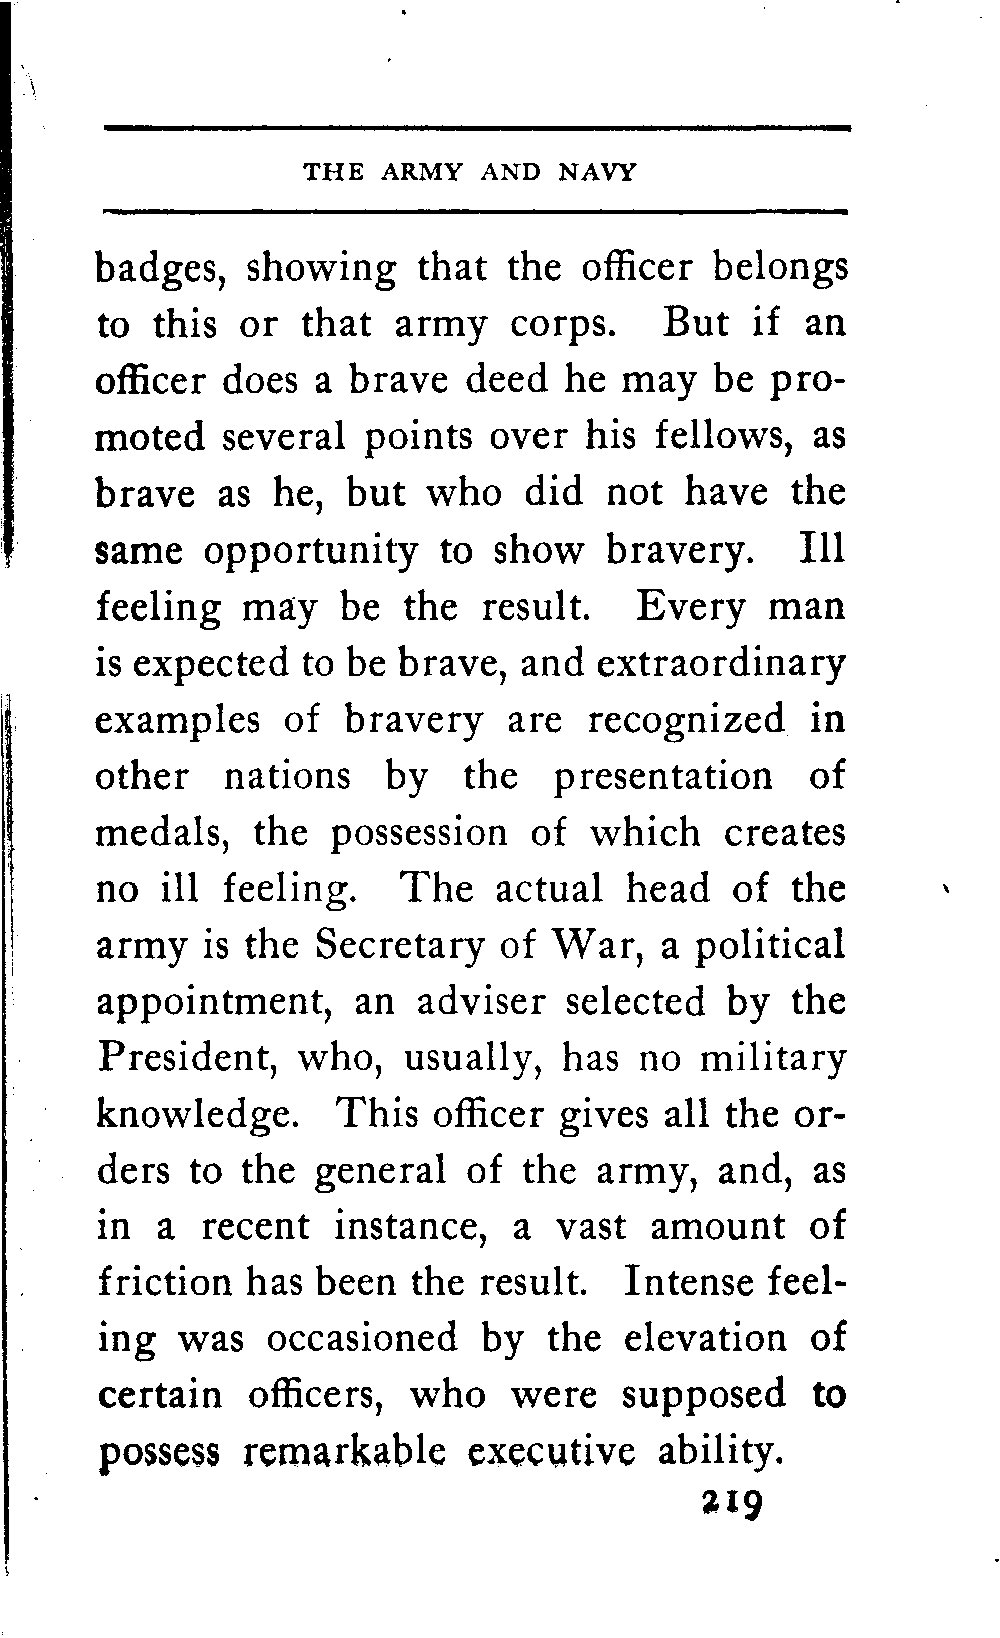 THE ARMY AND NAVY
badges, showing that the officer belongs
to this or that army corps. But if an
officer does a brave deed he may be pro-
moted several points over his fellows, as
brave as he, but who did not have the
same opportunity to show bravery. Ill
feeling may be the result. Every man
is expected to be brave, and extraordinary
examples of bravery are recognized in
other nations by the presentation of
medals, the possession of which creates
no ill feeling. The actual head of the
army is the Secretary of War, a political
appointment, an adviser selected by the
President, who, usually, has no military
knowledge. This officer gives all the or-
ders to the general of the army, and, as
in a recent instance, a vast amount of
friction has been the result. Intense feel-
ing was occasioned by the elevation of
certain officers, who were supposed to
possess remarkable executive ability.
219